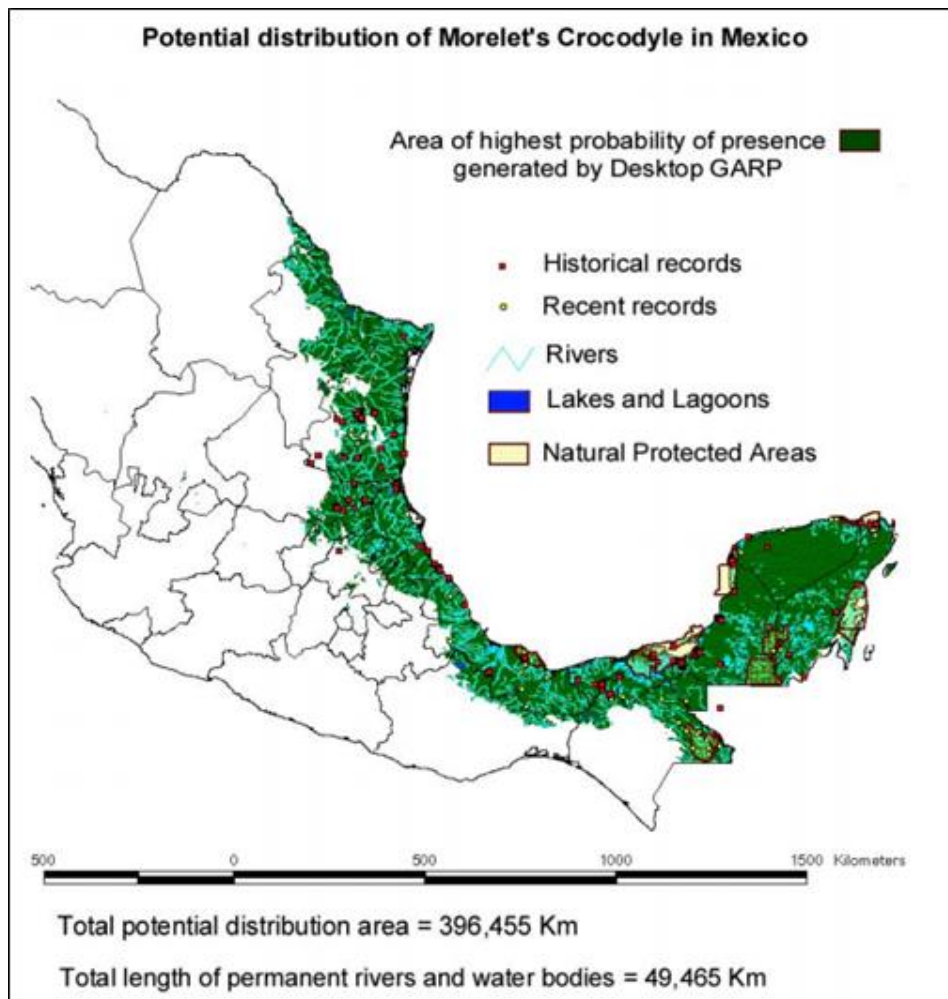 Potential distribution of Morelet's Crocodyle in Mexico
Area of highest probability of presence
generated by Desktop GARP
Historical records
Recent records
Rivers
Lakes and Lagoons
Natural Protected Areas
500 0 500 1000 1500 Kilometers
Total potential distribution area = 396,455 Km
Total length of permanent rivers and water bodies = 49,465 Km